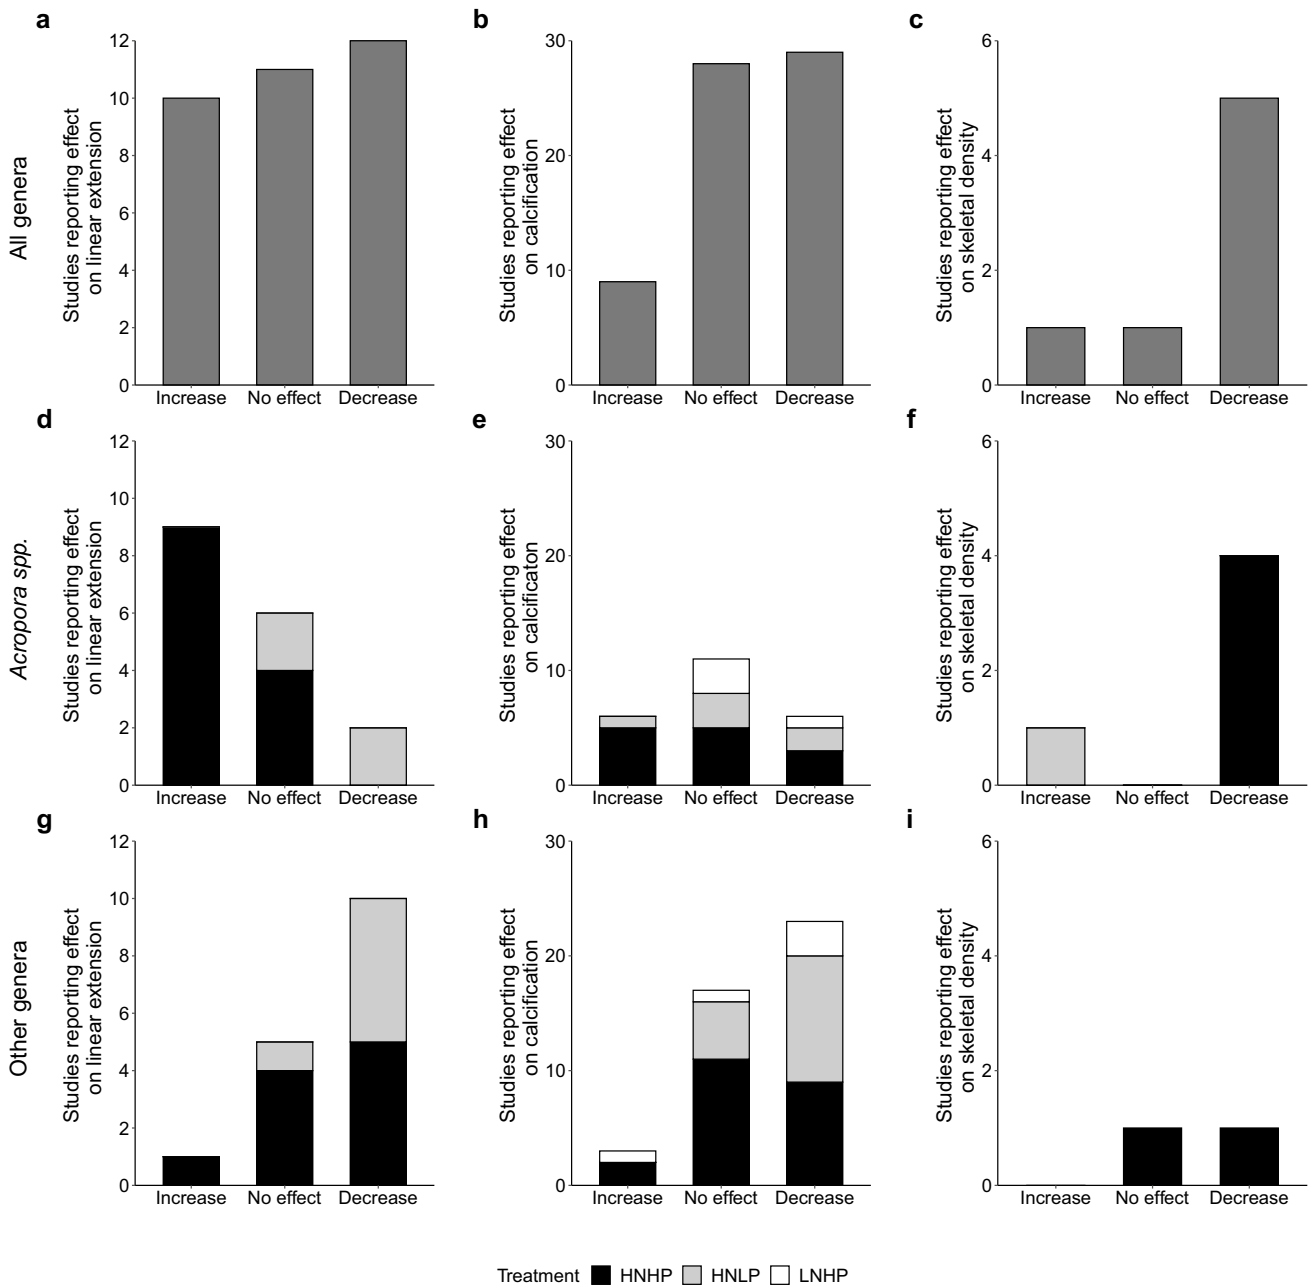 a
b
c
All genera
Studies reporting effect
on linear extension
12
10
8
6
4
2
0
Increase No effect Decrease
Studies reporting effect
on calcification
30
20
10
0
Increase No effect Decrease
Studies reporting effect
on skeletal density
6
4
2
0
Increase No effect Decrease
d
e
f
Acropora spp.
Studies reporting effect
on linear extension
12
10
8
6
4
2
0
Increase No effect Decrease
Studies reporting effect
on calcificaton
30
20
10
0
Increase No effect Decrease
Studies reporting effect
on skeletal density
6
4
2
0
Increase No effect Decrease
g
h
i
Other genera
Studies reporting effect
on linear extension
12
10
8
6
4
2
0
Increase No effect Decrease
Studies reporting effect
on calcification
30
20
10
0
Increase No effect Decrease
Studies reporting effect
on skeletal density
6
4
2
0
Increase No effect Decrease
Treatment HNHP HNLP LNHP